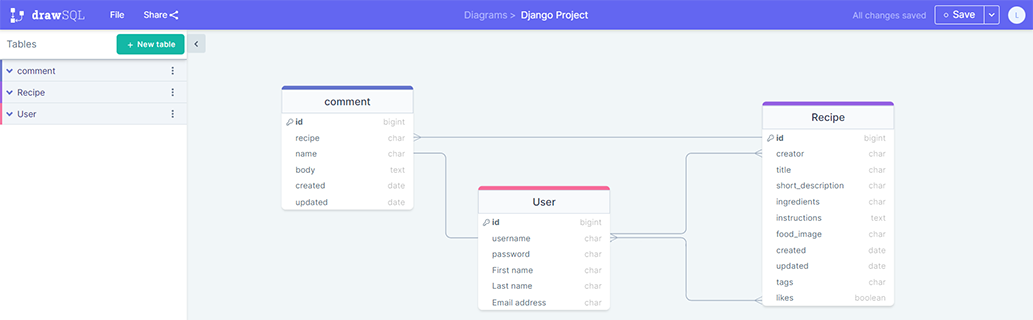 drawSQL File Share Diagrams > Django Project All changes saved Save L
Tables + New table
comment
Recipe
User
comment
id bigint
recipe char
name char
body text
created date
updated date
User
id bigint
username char
password char
First name char
Last name char
Email address char
Recipe
id bigint
creator char
title char
short_description char
ingredients char
instructions text
food_image char
created date
updated date
tags char
likes boolean